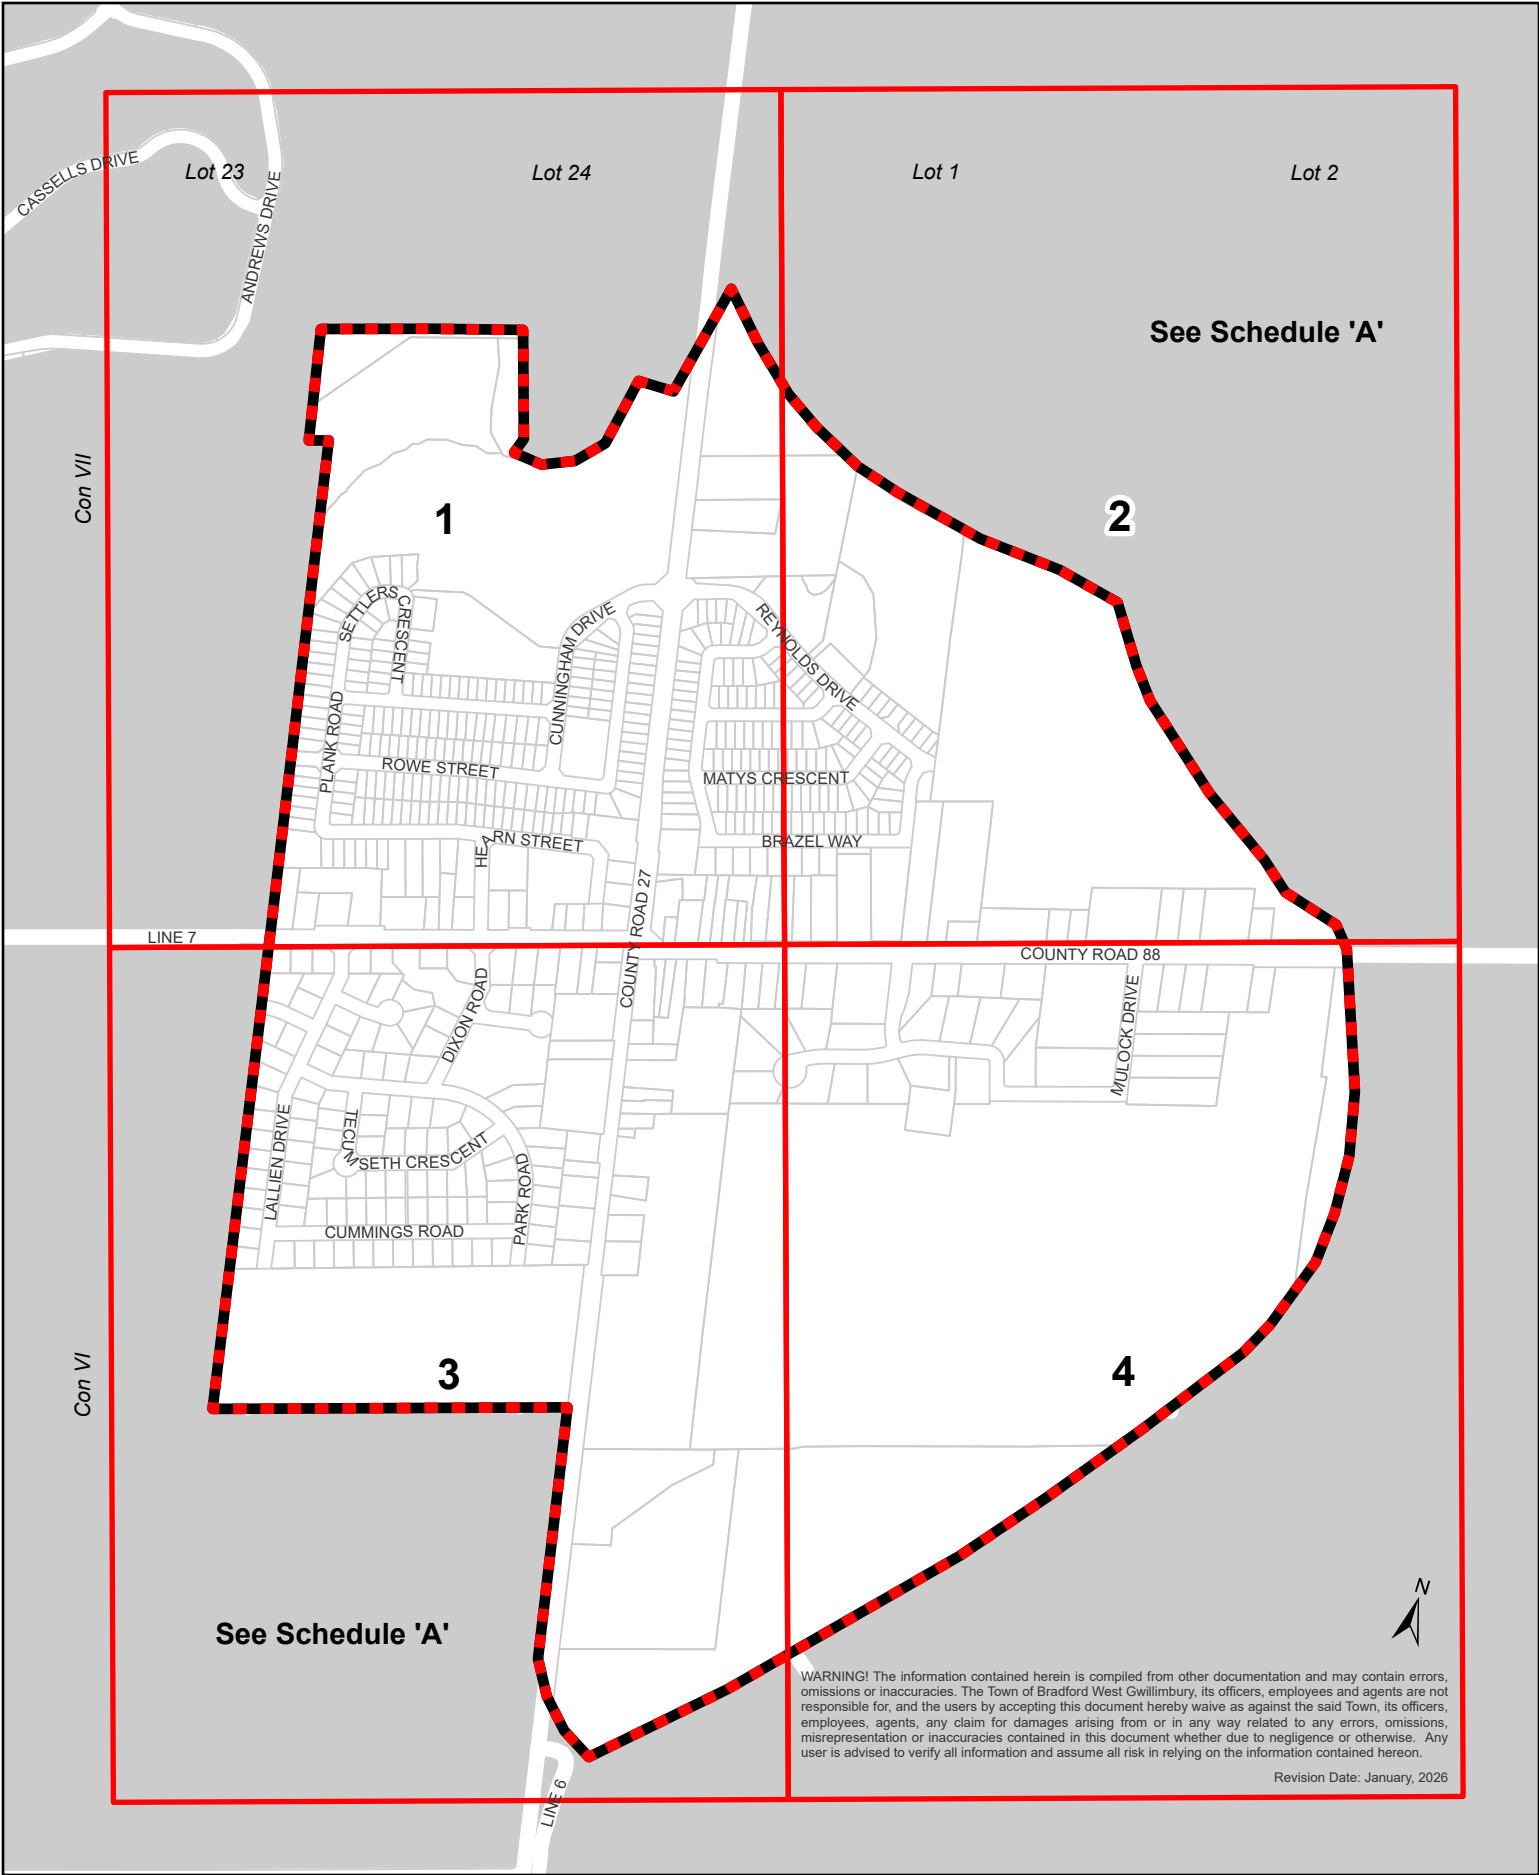 Lot 23
Lot 24
Lot 1
Lot 2
CASSELLS DRIVE
ANDREWS DRIVE
See Schedule 'A'
Con VII
1
2
SETTLERS CRESCENT
CUNNINGHAM DRIVE
REYNOLDS DRIVE
PLANK ROAD
ROWE STREET
MATYS CRESCENT
HEARN STREET
BRAZEL WAY
COUNTY ROAD 27
LINE 7
COUNTY ROAD 88
DIXON ROAD
MULOCK DRIVE
LALLIEN DRIVE
TECUMSETH CRESCENT
PARK ROAD
CUMMINGS ROAD
Con VI
3
4
See Schedule 'A'
N
WARNING! The information contained herein is compiled from other documentation and may contain errors,
omissions or inaccuracies. The Town of Bradford West Gwillimbury, its officers, employees and agents are not
responsible for, and the users by accepting this document hereby waive as against the said Town, its officers,
employees, agents, any claim for damages arising from or in any way related to any errors, omissions,
misrepresentation or inaccuracies contained in this document whether due to negligence or otherwise. Any
user is advised to verify all information and assume all risk in relying on the information contained hereon.
Revision Date: January, 2026
LINE 6